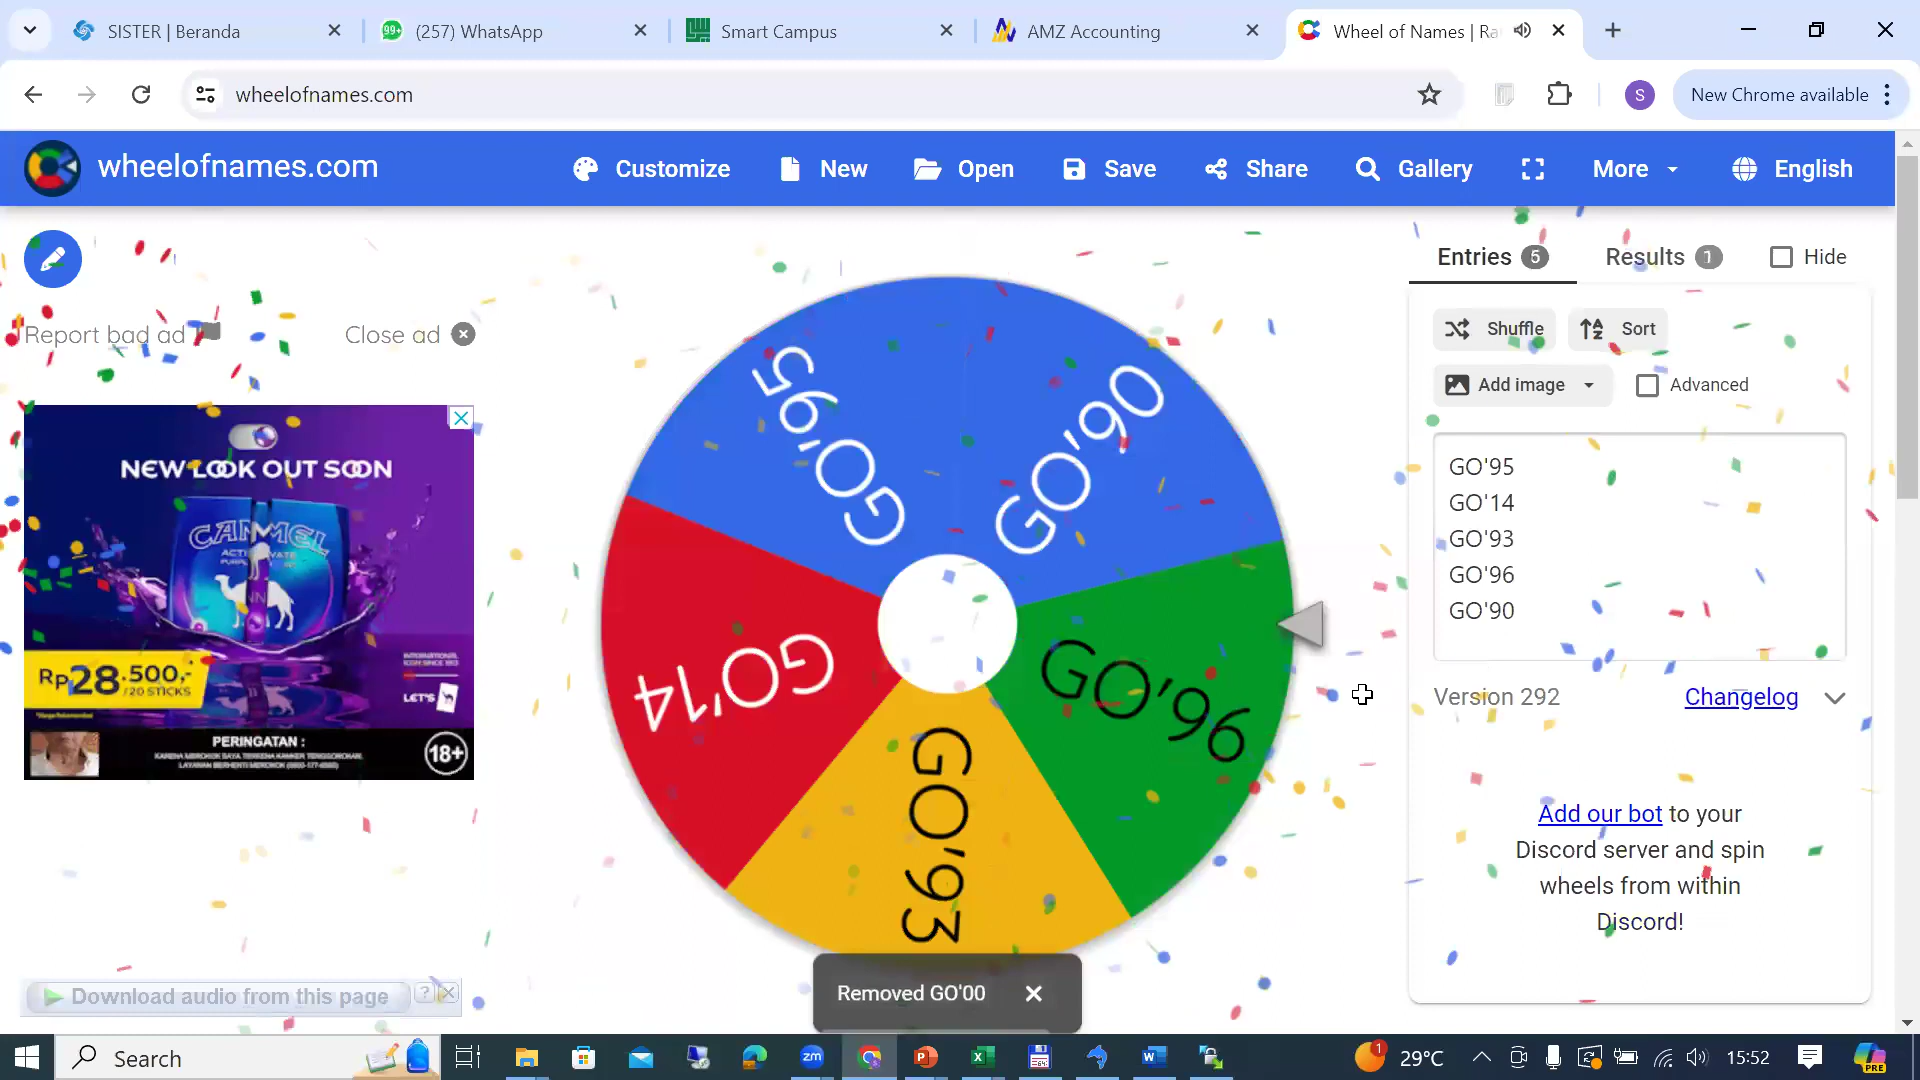 SISTER | Beranda
(257) WhatsApp
Smart Campus
AMZ Accounting
Wheel of Names | Ra
wheelofnames.com
S
New Chrome available
wheelofnames.com
Customize
New
Open
Save
Share
Gallery
More
English
Entries 5
Results 1
Hide
Report bad ad
Close ad
Shuffle
Sort
Add image
Advanced
NEW LOOK OUT SOON
CAMEL
Rp28.500,-
/20 STICKS
LET'S
PERINGATAN :
18+
GO'95
GO'90
GO'14
GO'96
GO'93
GO'95
GO'14
GO'93
GO'96
GO'90
Version 292
Changelog
Add our bot to your
Discord server and spin
wheels from within
Discord!
Download audio from this page
?
Removed GO'00
Search
zm
1
29°C
15:52
PRE